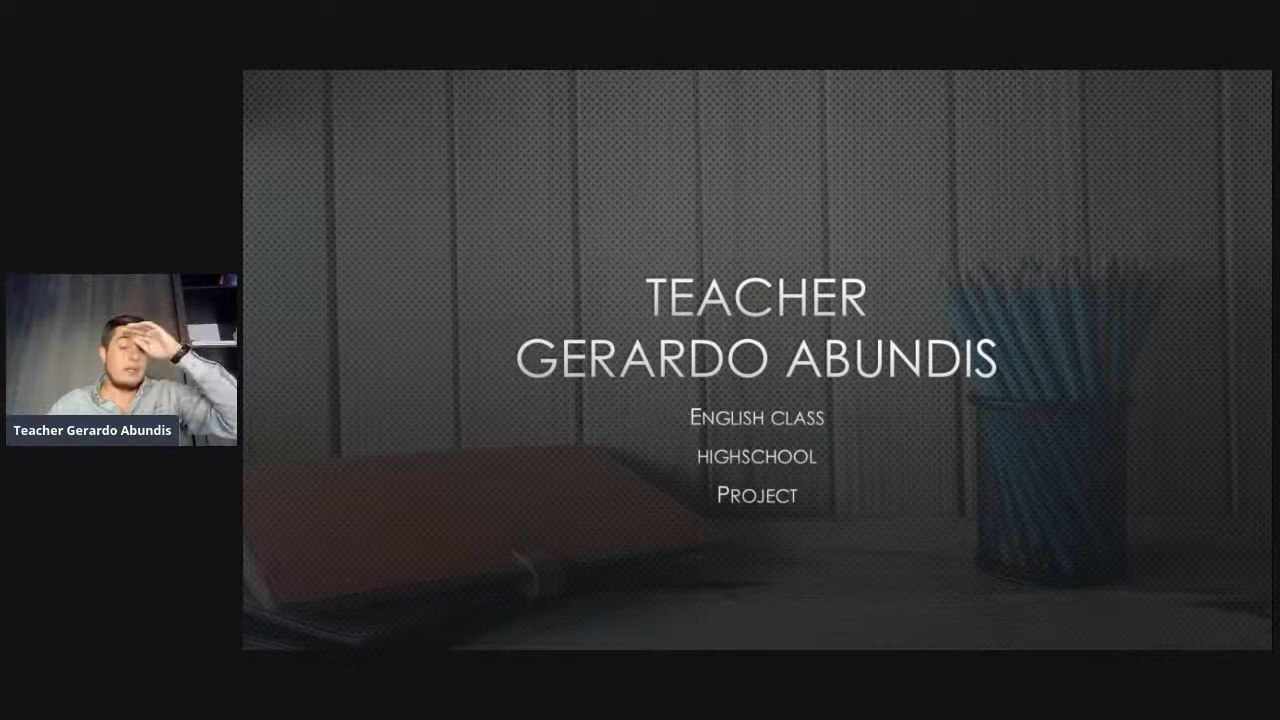 TEACHER
GERARDO ABUNDIS
ENGLISH CLASS
HIGHSCHOOL
PROJECT
Teacher Gerardo Abundis